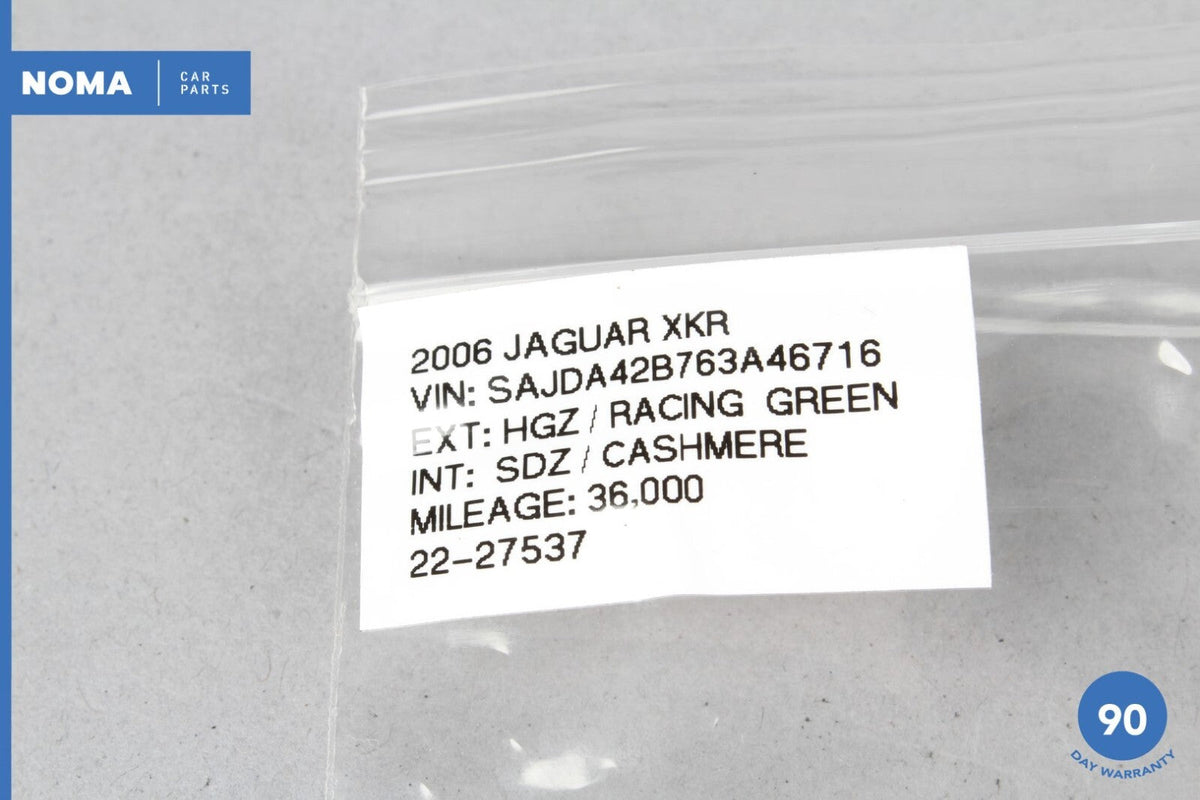 NOMA
CAR
PARTS
2006 JAGUAR XKR
VIN: SAJDA42B763A46716
EXT: HGZ / RACING GREEN
INT: SDZ / CASHMERE
MILEAGE: 36,000
22-27537
90
DAY WARRANTY